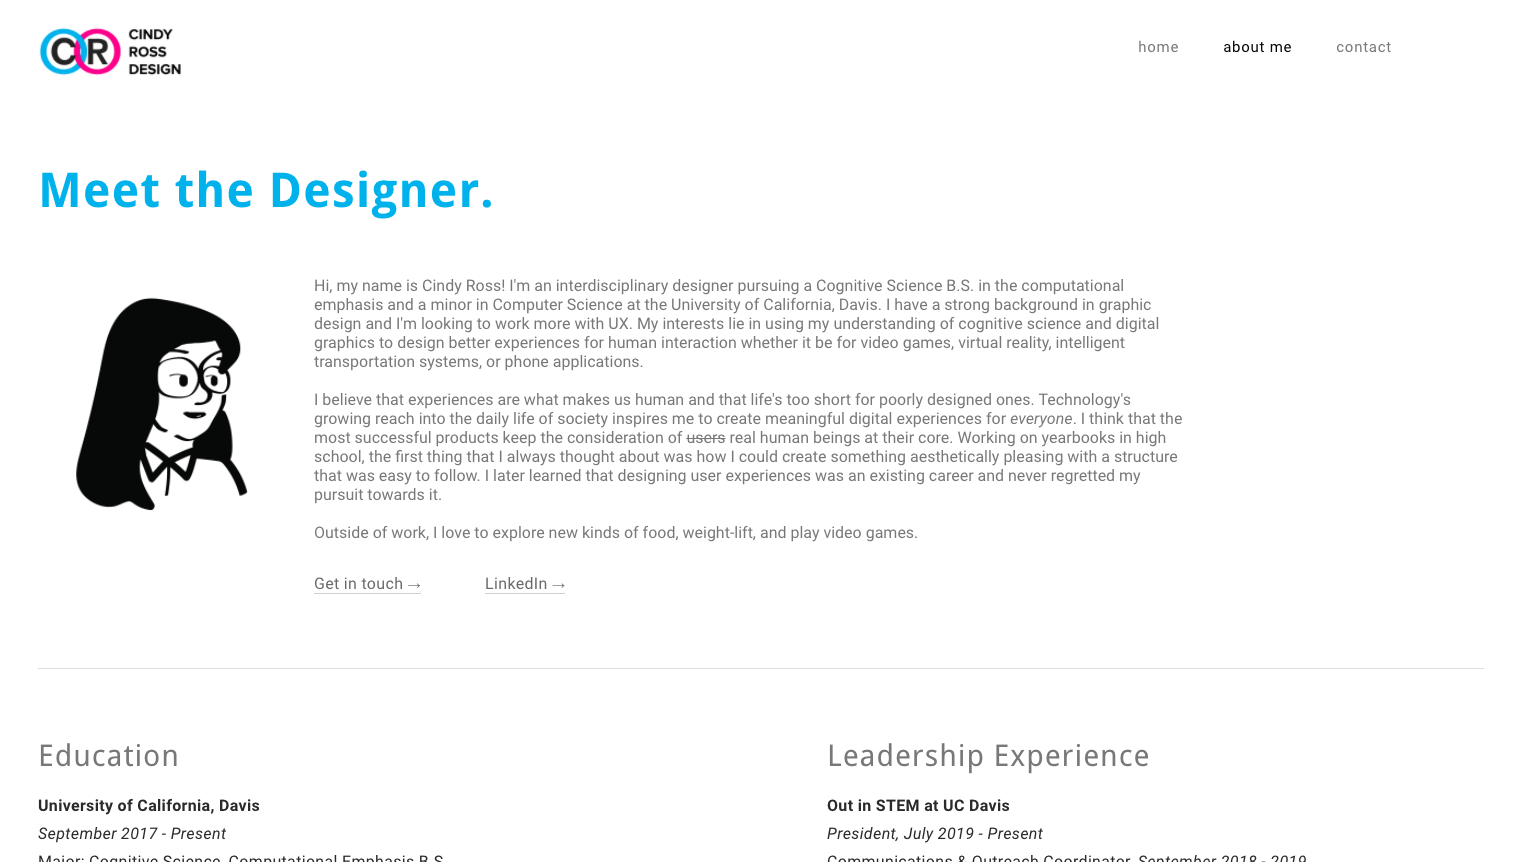 CR
CINDY
ROSS
DESIGN
home about me contact
Meet the Designer.
Hi, my name is Cindy Ross! I'm an interdisciplinary designer pursuing a Cognitive Science B.S. in the computational
emphasis and a minor in Computer Science at the University of California, Davis. I have a strong background in graphic
design and I'm looking to work more with UX. My interests lie in using my understanding of cognitive science and digital
graphics to design better experiences for human interaction whether it be for video games, virtual reality, intelligent
transportation systems, or phone applications.
I believe that experiences are what makes us human and that life's too short for poorly designed ones. Technology's
growing reach into the daily life of society inspires me to create meaningful digital experiences for everyone. I think that the
most successful products keep the consideration of users real human beings at their core. Working on yearbooks in high
school, the first thing that I always thought about was how I could create something aesthetically pleasing with a structure
that was easy to follow. I later learned that designing user experiences was an existing career and never regretted my
pursuit towards it.
Outside of work, I love to explore new kinds of food, weight-lift, and play video games.
Get in touch → LinkedIn →
Education
University of California, Davis
September 2017 - Present
Major: Cognitive Science, Computational Emphasis B.S.
Leadership Experience
Out in STEM at UC Davis
President, July 2019 - Present
Communications & Outreach Coordinator, September 2018 - 2019